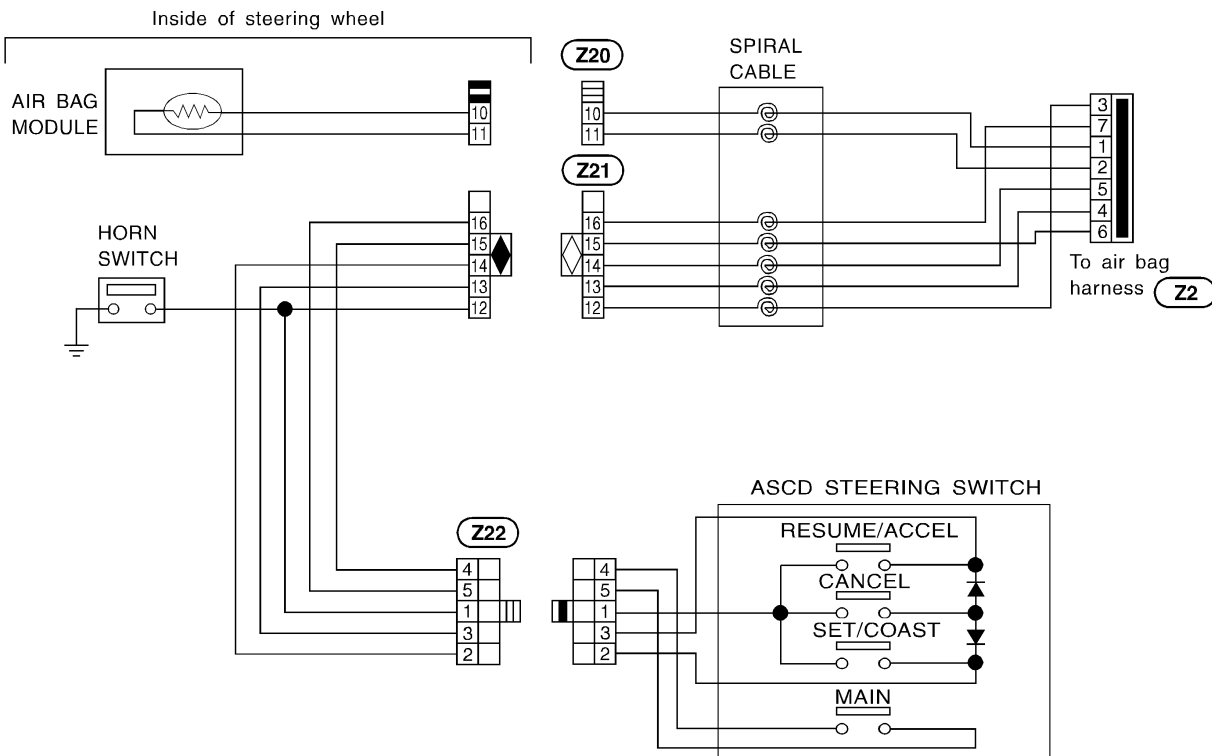 Inside of steering wheel
Z20
SPIRAL
CABLE
AIR BAG
MODULE
10
11
10
11
3
7
1
2
5
4
6
Z21
HORN
SWITCH
16
15
14
13
12
16
15
14
13
12
To air bag
harness Z2
ASCD STEERING SWITCH
Z22
4
5
1
3
2
4
5
1
3
2
RESUME/ACCEL
CANCEL
SET/COAST
MAIN